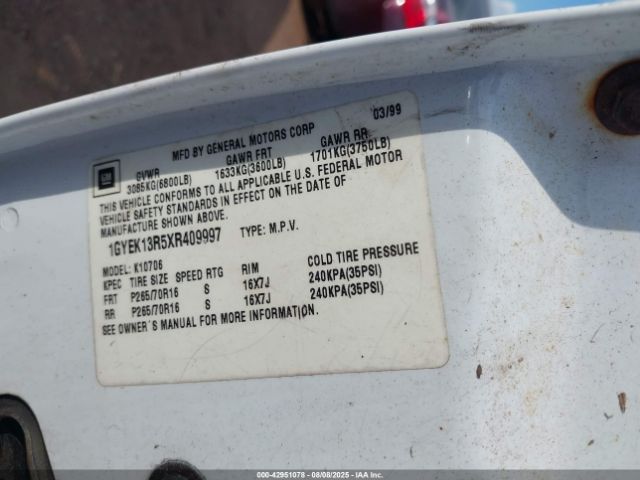 03/99
MFD BY GENERAL MOTORS CORP
GM
GVWR GAWR FRT GAWR RR
3085KG(6800LB) 1633KG(3600LB) 1701KG(3750LB)
THIS VEHICLE CONFORMS TO ALL APPLICABLE U.S. FEDERAL MOTOR
VEHICLE SAFETY STANDARDS IN EFFECT ON THE DATE OF
MANUFACTURE SHOWN ABOVE.
1GYEK13R5XR409997 TYPE: M.P.V.
MODEL: K10706
KPEC TIRE SIZE SPEED RTG RIM COLD TIRE PRESSURE
FRT P265/70R16 S 16X7J 240KPA(35PSI)
RR P265/70R16 S 16X7J 240KPA(35PSI)
SEE OWNER'S MANUAL FOR MORE INFORMATION.
000-42951078 - 08/08/2025 - IAA Inc.